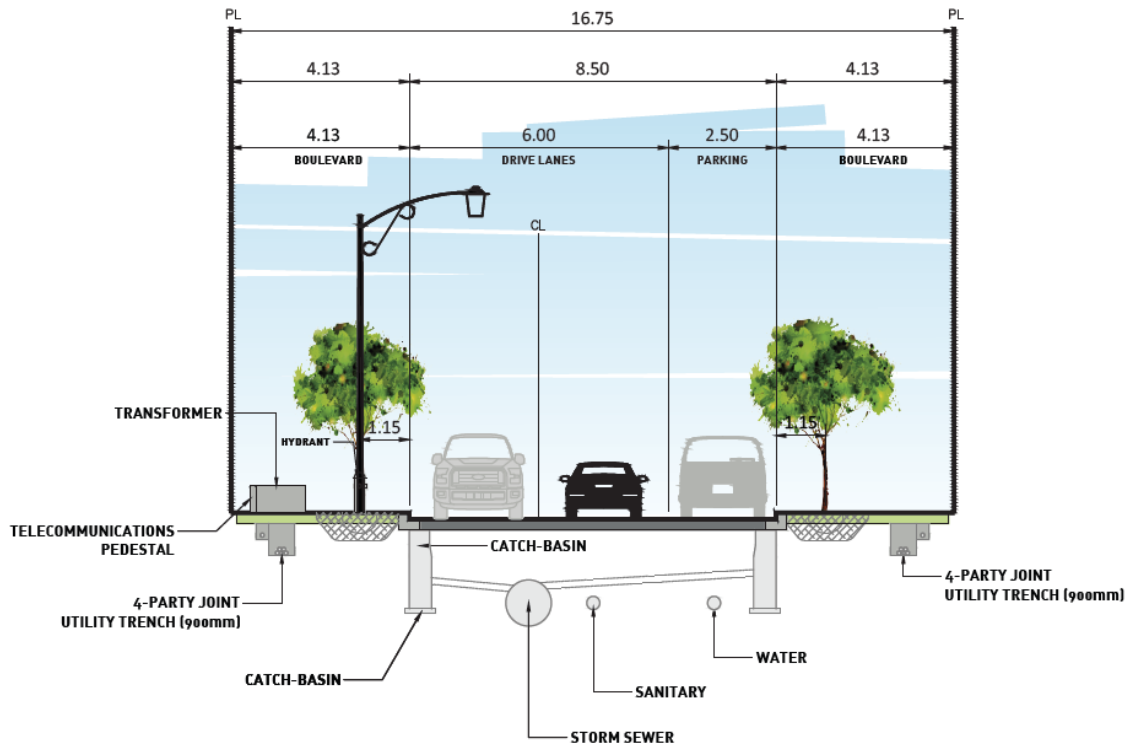 PL
PL
16.75
4.13
8.50
4.13
4.13
6.00
2.50
4.13
BOULEVARD
DRIVE LANES
PARKING
BOULEVARD
CL
TRANSFORMER
HYDRANT
1.15
1.15
TELECOMMUNICATIONS
PEDESTAL
CATCH-BASIN
4-PARTY JOINT
UTILITY TRENCH (900mm)
4-PARTY JOINT
UTILITY TRENCH (900mm)
WATER
CATCH-BASIN
SANITARY
STORM SEWER